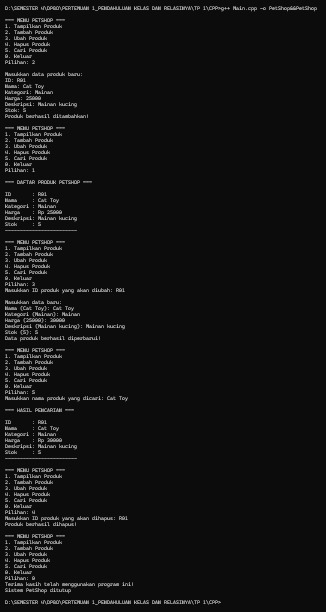 D:\SEMESTER 4\DPBO\PERTEMUAN 1_PENDAHULUAN KELAS DAN RELASINYA\TP 1\CPP>g++ Main.cpp -o PetShop&&PetShop
=== MENU PETSHOP ===
1. Tampilkan Produk
2. Tambah Produk
3. Ubah Produk
4. Hapus Produk
5. Cari Produk
0. Keluar
Pilihan: 2
Masukkan data produk baru:
ID: R01
Nama: Cat Toy
Kategori: Mainan
Harga: 25000
Deskripsi: Mainan kucing
Stok: 5
Produk berhasil ditambahkan!
=== MENU PETSHOP ===
1. Tampilkan Produk
2. Tambah Produk
3. Ubah Produk
4. Hapus Produk
5. Cari Produk
0. Keluar
Pilihan: 1
=== DAFTAR PRODUK PETSHOP ===
ID : R01
Nama : Cat Toy
Kategori : Mainan
Harga : Rp 25000
Deskripsi: Mainan kucing
Stok : 5
------------------------
=== MENU PETSHOP ===
1. Tampilkan Produk
2. Tambah Produk
3. Ubah Produk
4. Hapus Produk
5. Cari Produk
0. Keluar
Pilihan: 3
Masukkan ID produk yang akan diubah: R01
Masukkan data baru:
Nama (Cat Toy): Cat Toy
Kategori (Mainan): Mainan
Harga (25000): 30000
Deskripsi (Mainan kucing): Mainan kucing
Stok (5): 5
Data produk berhasil diperbarui!
=== MENU PETSHOP ===
1. Tampilkan Produk
2. Tambah Produk
3. Ubah Produk
4. Hapus Produk
5. Cari Produk
0. Keluar
Pilihan: 5
Masukkan nama produk yang dicari: Cat Toy
=== HASIL PENCARIAN ===
ID : R01
Nama : Cat Toy
Kategori : Mainan
Harga : Rp 30000
Deskripsi: Mainan kucing
Stok : 5
------------------------
=== MENU PETSHOP ===
1. Tampilkan Produk
2. Tambah Produk
3. Ubah Produk
4. Hapus Produk
5. Cari Produk
0. Keluar
Pilihan: 4
Masukkan ID produk yang akan dihapus: R01
Produk berhasil dihapus!
=== MENU PETSHOP ===
1. Tampilkan Produk
2. Tambah Produk
3. Ubah Produk
4. Hapus Produk
5. Cari Produk
0. Keluar
Pilihan: 0
Terima kasih telah menggunakan program ini!
Sistem PetShop ditutup
D:\SEMESTER 4\DPBO\PERTEMUAN 1_PENDAHULUAN KELAS DAN RELASINYA\TP 1\CPP>